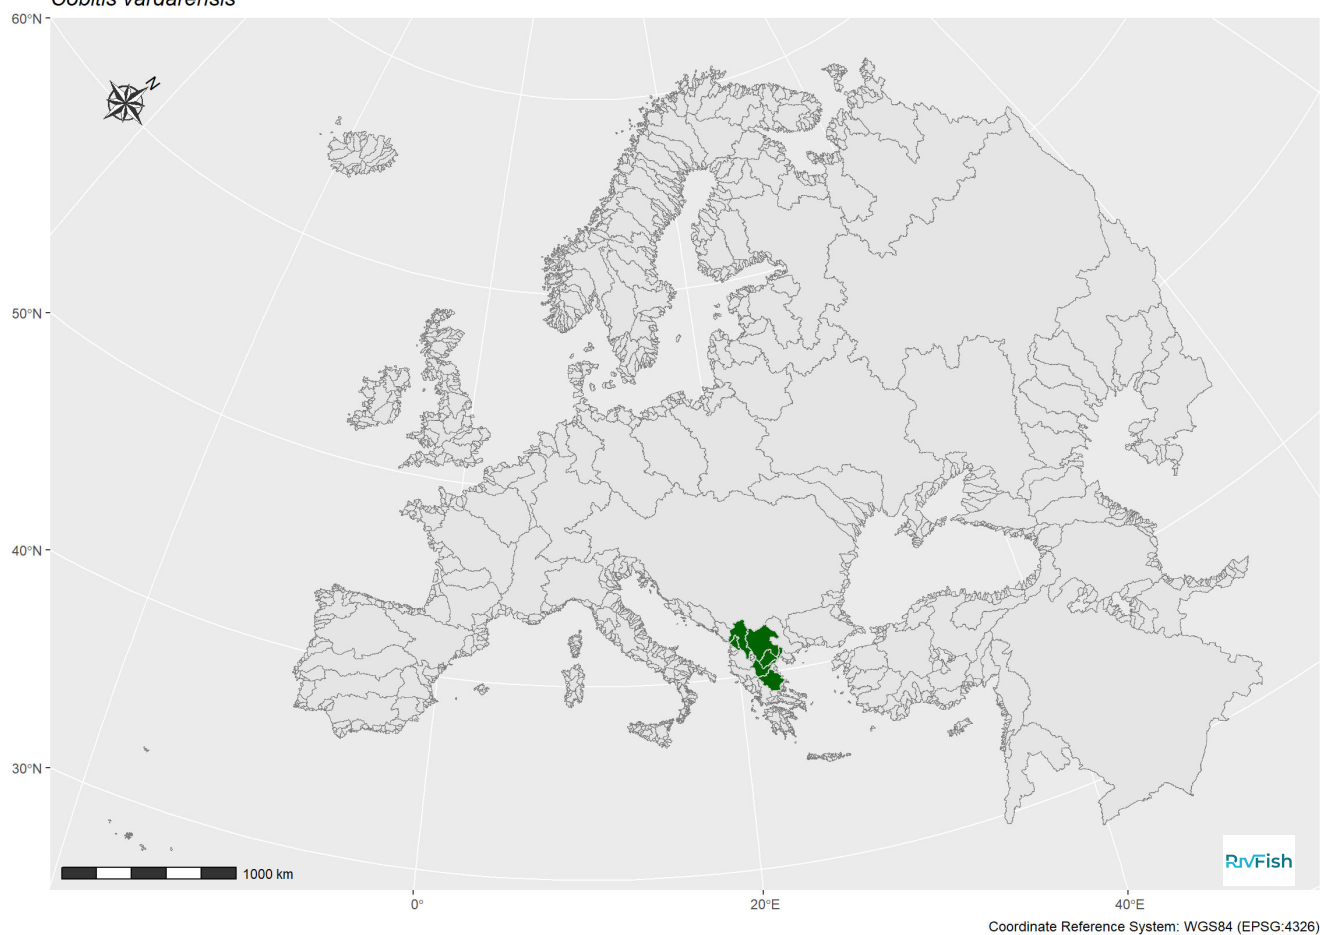 Cobitis vardarensis
60°N
N
50°N
40°N
30°N
1000 km
RIVFISH
0°
20°E
40°E
Coordinate Reference System: WGS84 (EPSG:4326)